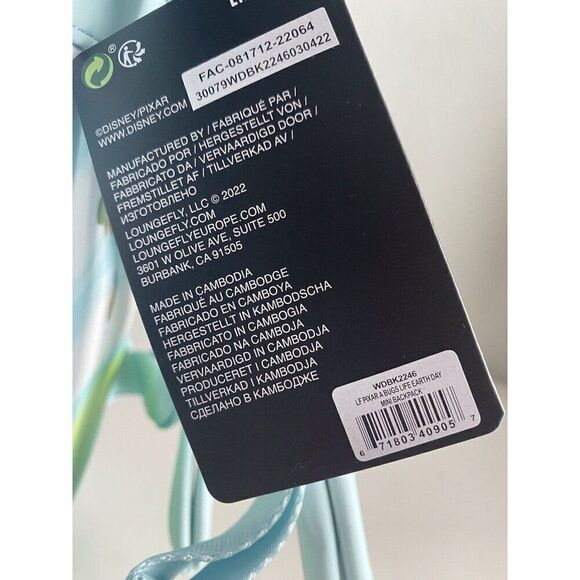 FAC-081712-22064
30079WDBK2246030422
®
©DISNEY/PIXAR
WWW.DISNEY.COM
MANUFACTURED BY / FABRIQUÉ PAR /
FABRICADO POR / HERGESTELLT VON /
FABBRICATO DA / VERVAARDIGD DOOR /
FREMSTILLET AF / TILLVERKAD AV /
ИЗГОТОВЛЕНО
LOUNGEFLY, LLC © 2022
LOUNGEFLY.COM
LOUNGEFLYEUROPE.COM
3601 W OLIVE AVE, SUITE 500
BURBANK, CA 91505
MADE IN CAMBODIA
FABRIQUÉ AU CAMBODGE
FABRICADO EN CAMBOYA
HERGESTELLT IN KAMBODSCHA
FABBRICATO IN CAMBOGIA
FABRICADO NA CAMBOJA
VERVAARDIGD IN CAMBODJA
PRODUCERET I CAMBODJA
TILLVERKAD I KAMBODJA
СДЕЛАНО В КАМБОДЖЕ
WDBK2246
LF PIXAR A BUGS LIFE EARTH DAY
MINI BACKPACK
6 71803 40905 7